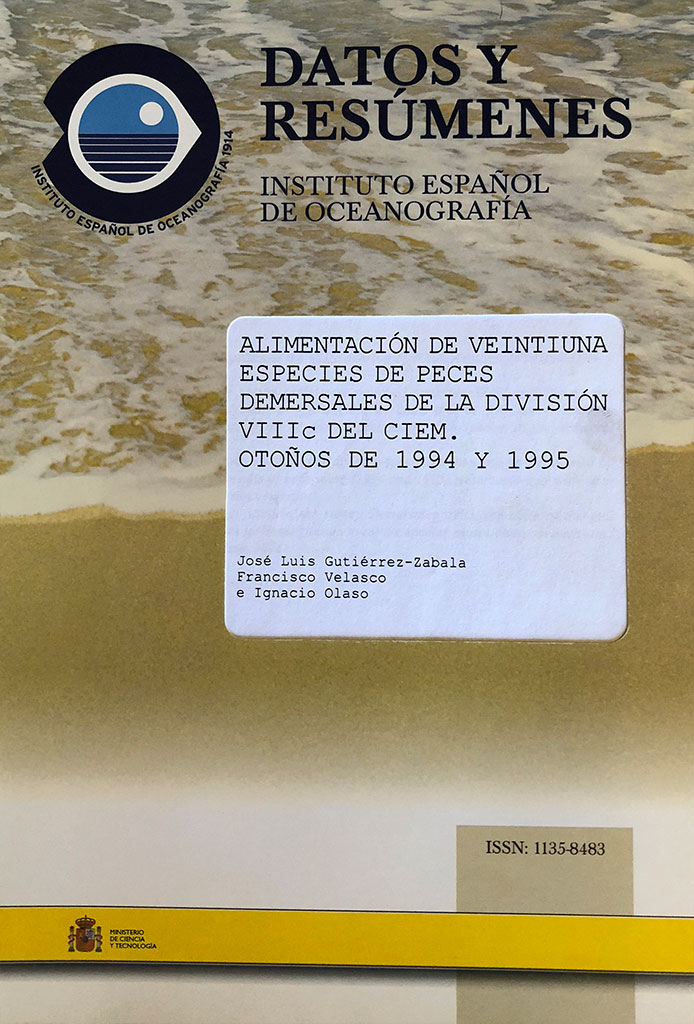 DATOS Y
RESÚMENES
INSTITUTO ESPAÑOL
DE OCEANOGRAFÍA
INSTITUTO ESPAÑOL DE OCEANOGRAFÍA 1914
ALIMENTACIÓN DE VEINTIUNA
ESPECIES DE PECES
DEMERSALES DE LA DIVISIÓN
VIIIc DEL CIEM.
OTOÑOS DE 1994 Y 1995
José Luis Gutiérrez-Zabala
Francisco Velasco
e Ignacio Olaso
ISSN: 1135-8483
MINISTERIO
DE CIENCIA
Y TECNOLOGÍA